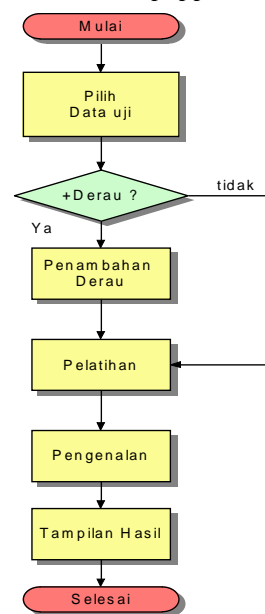 Mulai
Pilih
Data uji
+Derau ?
tidak
Ya
Penambahan
Derau
Pelatihan
Pengenalan
Tampilan Hasil
Selesai